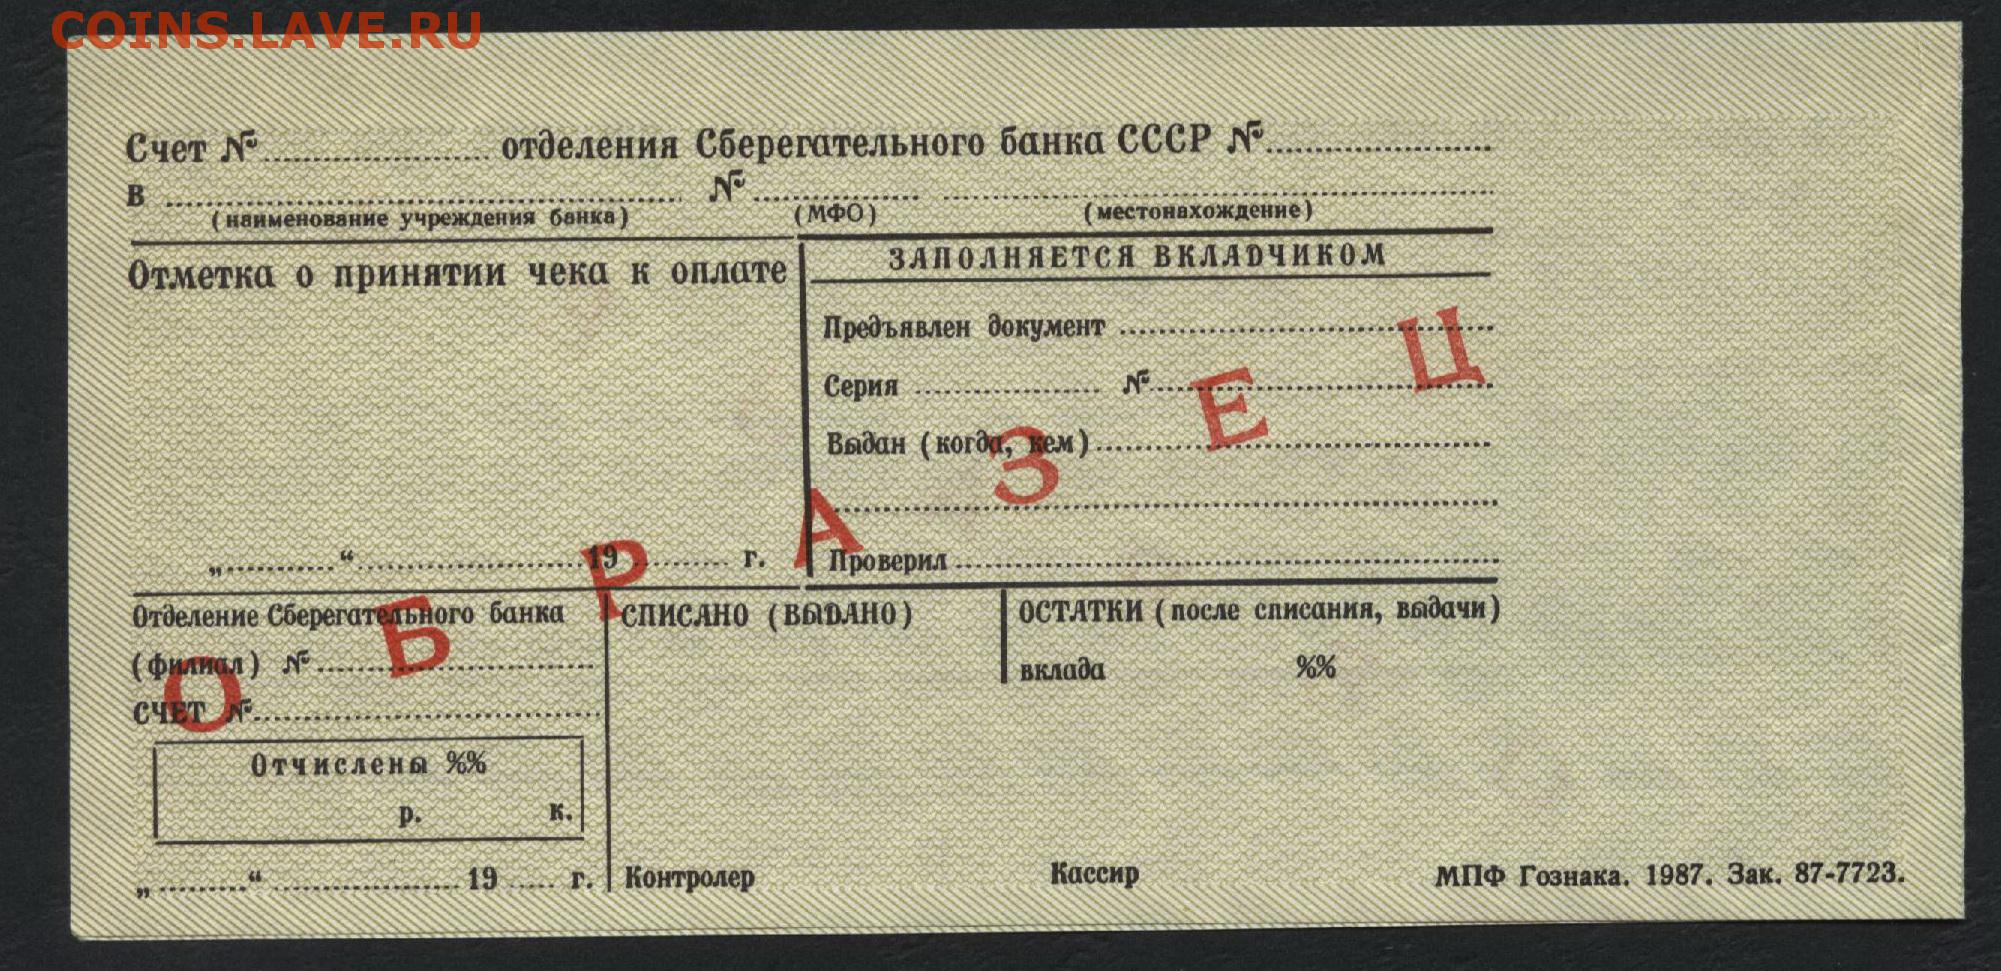 COINS.LAVE.RU
Счет № отделения Сберегательного банка СССР №
в №
(наименование учреждения банка) (МФО) (местонахождение)
Отметка о принятии чека к оплате
„ “ 19 г.
ЗАПОЛНЯЕТСЯ ВКЛАДЧИКОМ
Предъявлен документ
Серия №
Выдан (когда, кем)
Проверил
ОБРАЗЕЦ
Отделение Сберегательного банка
(филиал) №
СЧЕТ №
Отчислены %%
р. к.
„ “ 19 г.
СПИСАНО (ВЫДАНО)
ОСТАТКИ (после списания, выдачи)
вклада %%
Контролер Кассир МПФ Гознака. 1987. Зак. 87-7723.